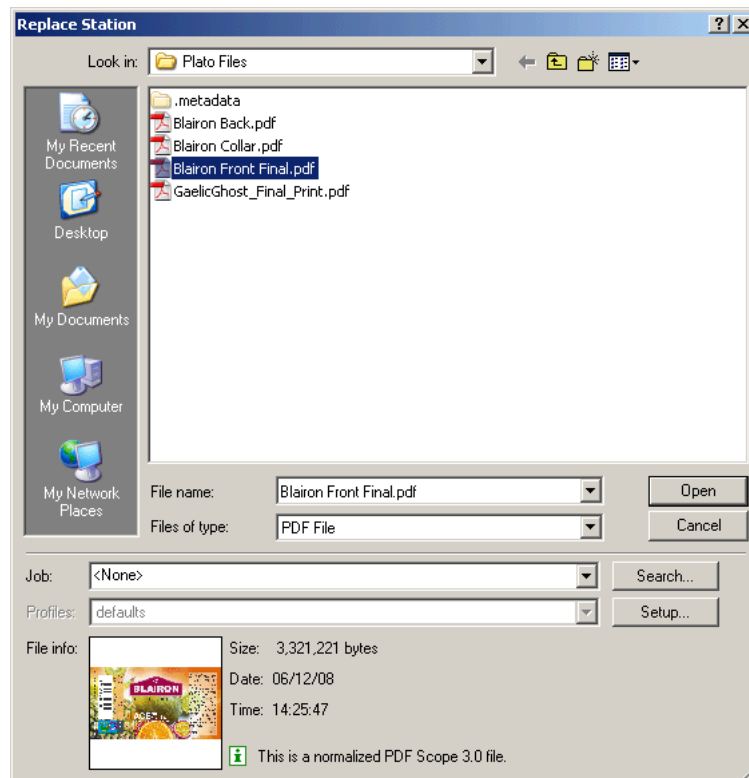 Replace Station
Look in: Plato Files
.metadata
Blairon Back.pdf
Blairon Collar.pdf
Blairon Front Final.pdf
GaelicGhost_Final_Print.pdf
My Recent
Documents
Desktop
My Documents
My Computer
My Network
Places
File name: Blairon Front Final.pdf Open
Files of type: PDF File Cancel
Job: <None> Search...
Profiles: defaults Setup...
File info: Size: 3,321,221 bytes
BLAIRON
Date: 06/12/08
Time: 14:25:47
This is a normalized PDF Scope 3.0 file.